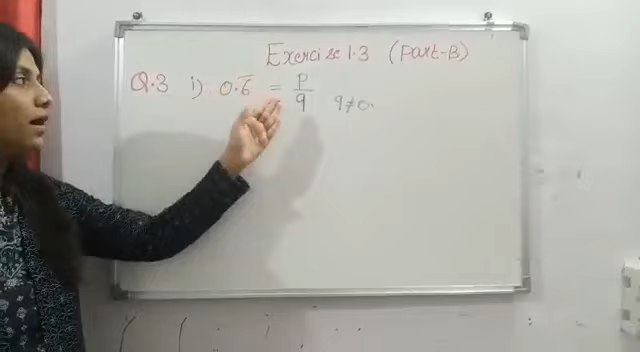 Exercise 1.3 (Part-B)
Q.3 i) 0.6̅ = p/q q≠0.